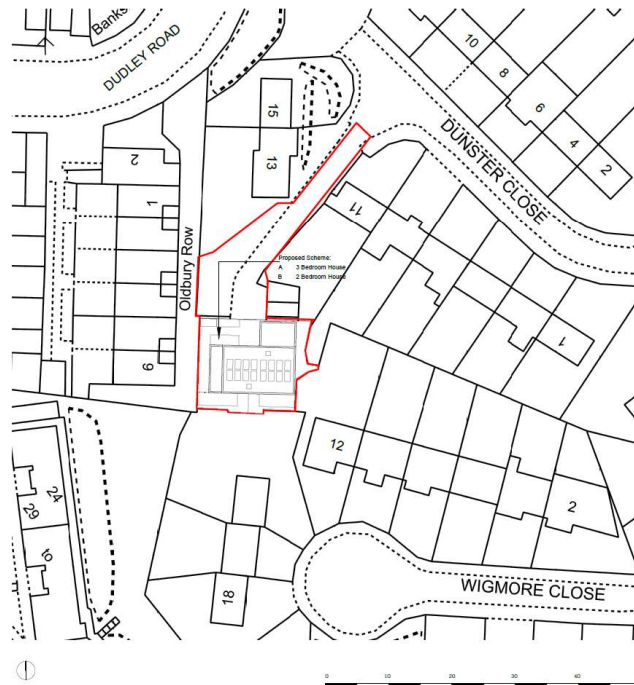 Banks
DUDLEY ROAD
10
8
6
4
2
15
13
DUNSTER CLOSE
2
1
11
Oldbury Row
Proposed Scheme:
A 3 Bedroom House
B 2 Bedroom House
1
6
12
2
24
29
to
18
WIGMORE CLOSE
0 10 20 30 40